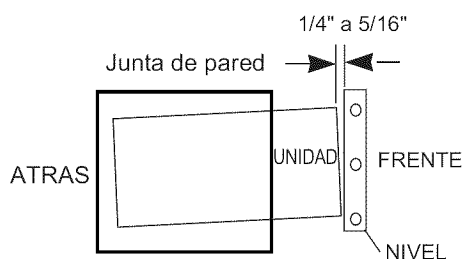 1/4" a 5/16"
Junta de pared
UNIDAD
FRENTE
ATRAS
NIVEL